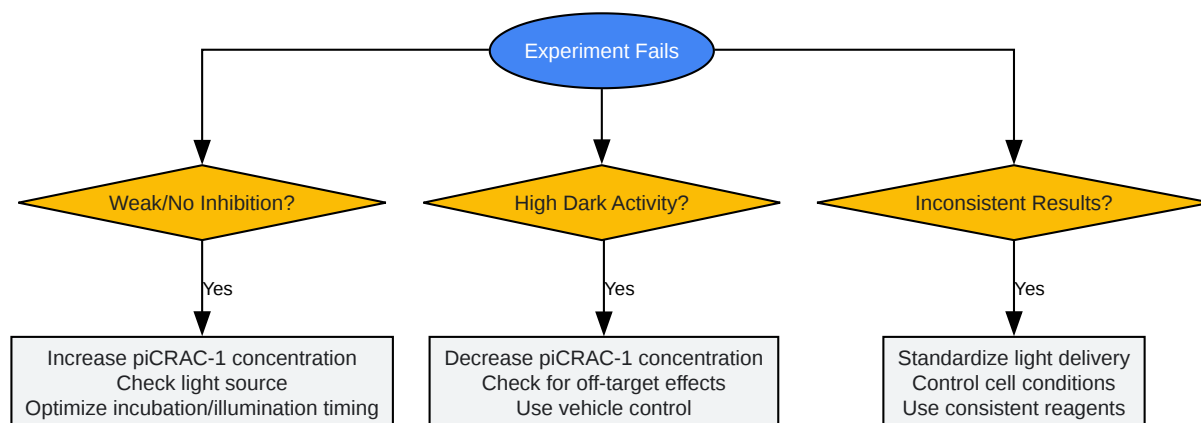 Experiment Fails
Weak/No Inhibition?
High Dark Activity?
Inconsistent Results?
Yes
Yes
Yes
Increase piCRAC-1 concentration
Check light source
Optimize incubation/illumination timing
Decrease piCRAC-1 concentration
Check for off-target effects
Use vehicle control
Standardize light delivery
Control cell conditions
Use consistent reagents